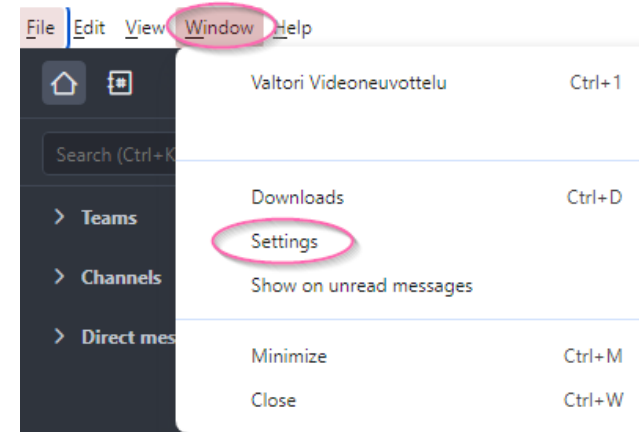 File Edit View Window Help
Valtori Videoneuvottelu Ctrl+1
Search (Ctrl+K
Downloads Ctrl+D
Teams
Settings
Channels
Show on unread messages
Direct mes
Minimize Ctrl+M
Close Ctrl+W